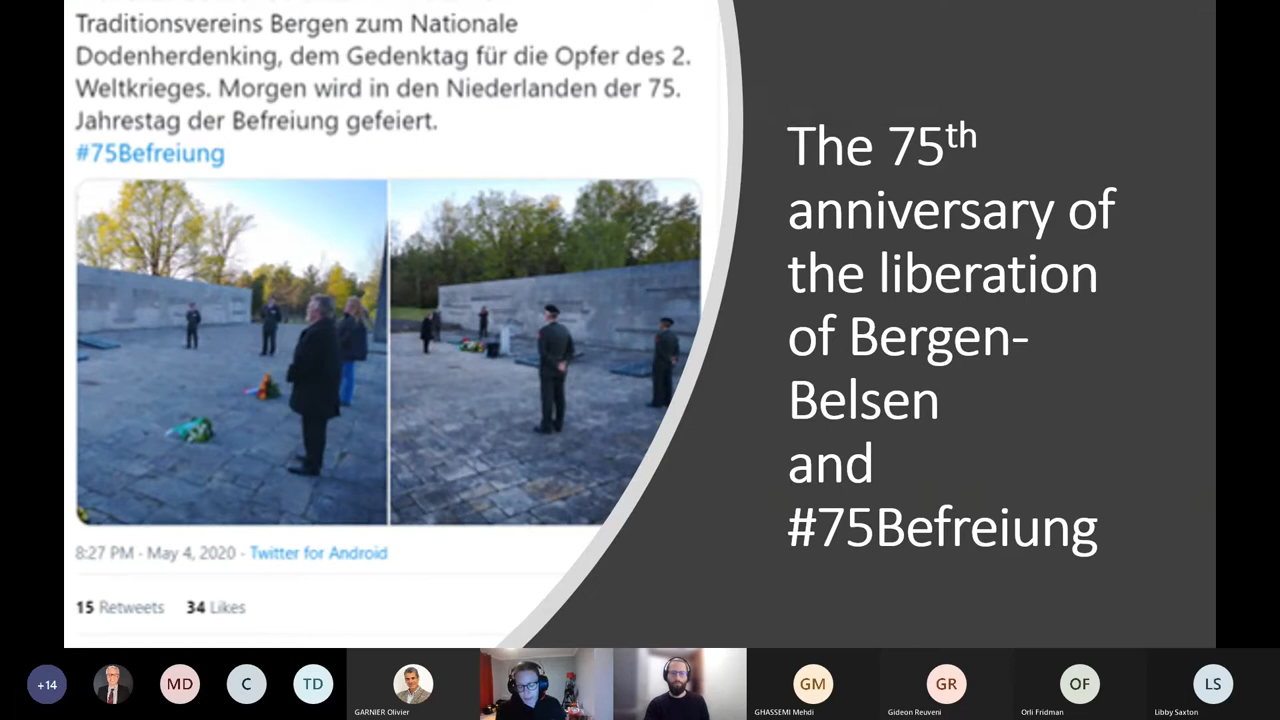 Traditionsvereins Bergen zum Nationale
Dodenherdenking, dem Gedenktag für die Opfer des 2.
Weltkrieges. Morgen wird in den Niederlanden der 75.
Jahrestag der Befreiung gefeiert.
#75Befreiung
8:27 PM - May 4, 2020 - Twitter for Android
15 Retweets 34 Likes
The 75th
anniversary of
the liberation
of Bergen-
Belsen
and
#75Befreiung
+14
MD
C
TD
GARNIER Olivier
GM
GHASSEMI Mehdi
GR
Gideon Reuveni
OF
Orli Fridman
LS
Libby Saxton